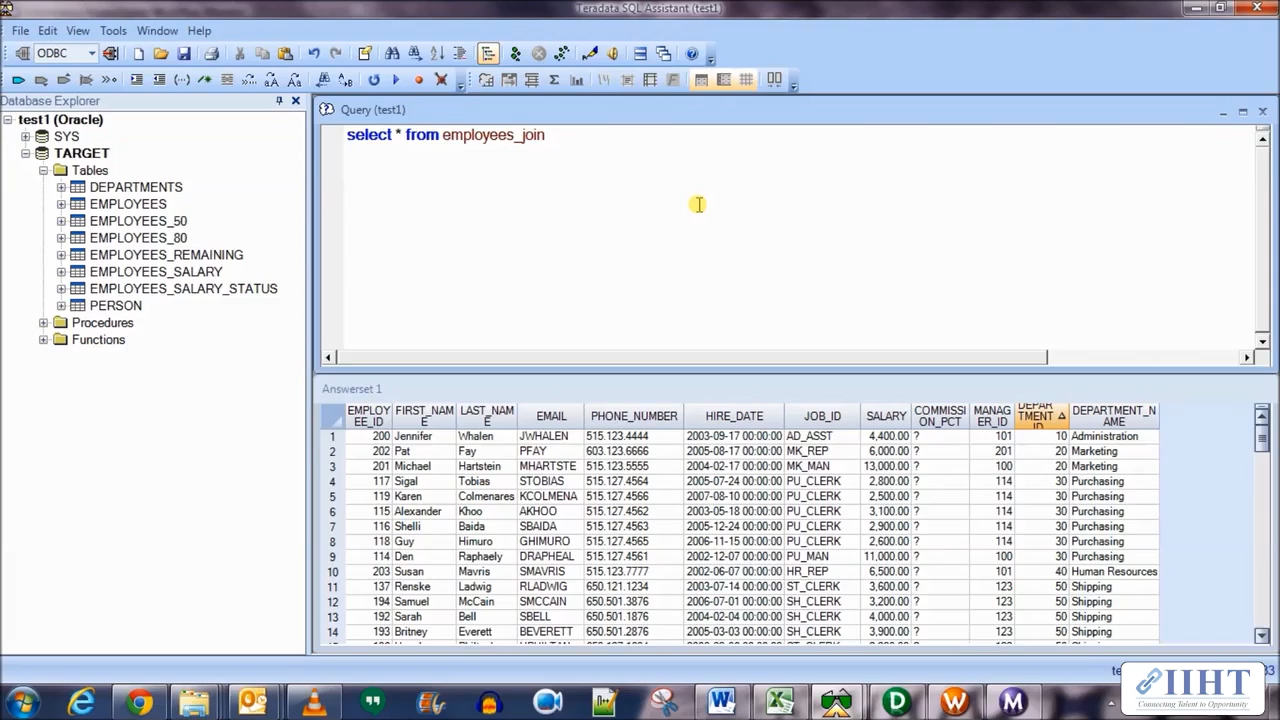 Teradata SQL Assistant (test1)
File Edit View Tools Window Help
ODBC
Database Explorer
Query (test1)
test1 (Oracle)
SYS
TARGET
Tables
DEPARTMENTS
EMPLOYEES
EMPLOYEES_50
EMPLOYEES_80
EMPLOYEES_REMAINING
EMPLOYEES_SALARY
EMPLOYEES_SALARY_STATUS
PERSON
Procedures
Functions
select * from employees_join
Answerset 1
EMPLOYEE_ID FIRST_NAME LAST_NAME EMAIL PHONE_NUMBER HIRE_DATE JOB_ID SALARY COMMISSION_PCT MANAGER_ID DEPARTMENT_ID DEPARTMENT_NAME
1 200 Jennifer Whalen JWHALEN 515.123.4444 2003-09-17 00:00:00 AD_ASST 4,400.00 ? 101 10 Administration
2 202 Pat Fay PFAY 603.123.6666 2005-08-17 00:00:00 MK_REP 6,000.00 ? 201 20 Marketing
3 201 Michael Hartstein MHARTSTE 515.123.5555 2004-02-17 00:00:00 MK_MAN 13,000.00 ? 100 20 Marketing
4 117 Sigal Tobias STOBIAS 515.127.4564 2005-07-24 00:00:00 PU_CLERK 2,800.00 ? 114 30 Purchasing
5 119 Karen Colmenares KCOLMENA 515.127.4566 2007-08-10 00:00:00 PU_CLERK 2,500.00 ? 114 30 Purchasing
6 115 Alexander Khoo AKHOO 515.127.4562 2003-05-18 00:00:00 PU_CLERK 3,100.00 ? 114 30 Purchasing
7 116 Shelli Baida SBAIDA 515.127.4563 2005-12-24 00:00:00 PU_CLERK 2,900.00 ? 114 30 Purchasing
8 118 Guy Himuro GHIMURO 515.127.4565 2006-11-15 00:00:00 PU_CLERK 2,600.00 ? 114 30 Purchasing
9 114 Den Raphaely DRAPHEAL 515.127.4561 2002-12-07 00:00:00 PU_MAN 11,000.00 ? 100 30 Purchasing
10 203 Susan Mavris SMAVRIS 515.123.7777 2002-06-07 00:00:00 HR_REP 6,500.00 ? 101 40 Human Resources
11 137 Renske Ladwig RLADWIG 650.121.1234 2003-07-14 00:00:00 ST_CLERK 3,600.00 ? 123 50 Shipping
12 194 Samuel McCain SMCCAIN 650.501.3876 2006-07-01 00:00:00 SH_CLERK 3,200.00 ? 123 50 Shipping
13 192 Sarah Bell SBELL 650.501.1876 2004-02-04 00:00:00 SH_CLERK 4,000.00 ? 123 50 Shipping
14 193 Britney Everett BEVERETT 650.501.2876 2005-03-03 00:00:00 SH_CLERK 3,900.00 ? 123 50 Shipping
IIHT
Connecting Talent to Opportunity